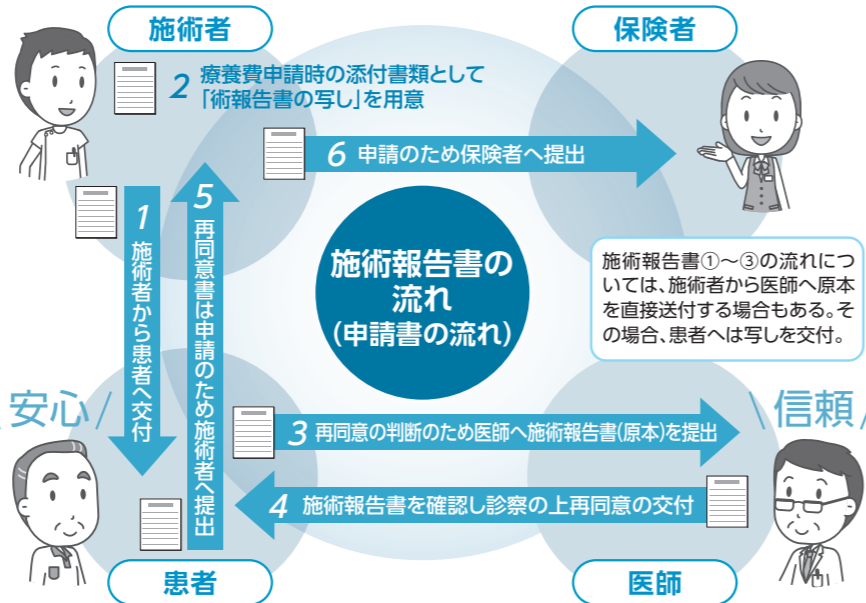 施術者
保険者
2 療養費申請時の添付書類として
「術報告書の写し」を用意
6 申請のため保険者へ提出
1 施術者から患者へ交付
5 再同意書は申請のため施術者へ提出
施術報告書の
流れ
(申請書の流れ)
施術報告書①〜③の流れにつ
いては、施術者から医師へ原本
を直接送付する場合もある。そ
の場合、患者へは写しを交付。
安心
信頼
3 再同意の判断のため医師へ施術報告書(原本)を提出
4 施術報告書を確認し診察の上再同意の交付
患者
医師